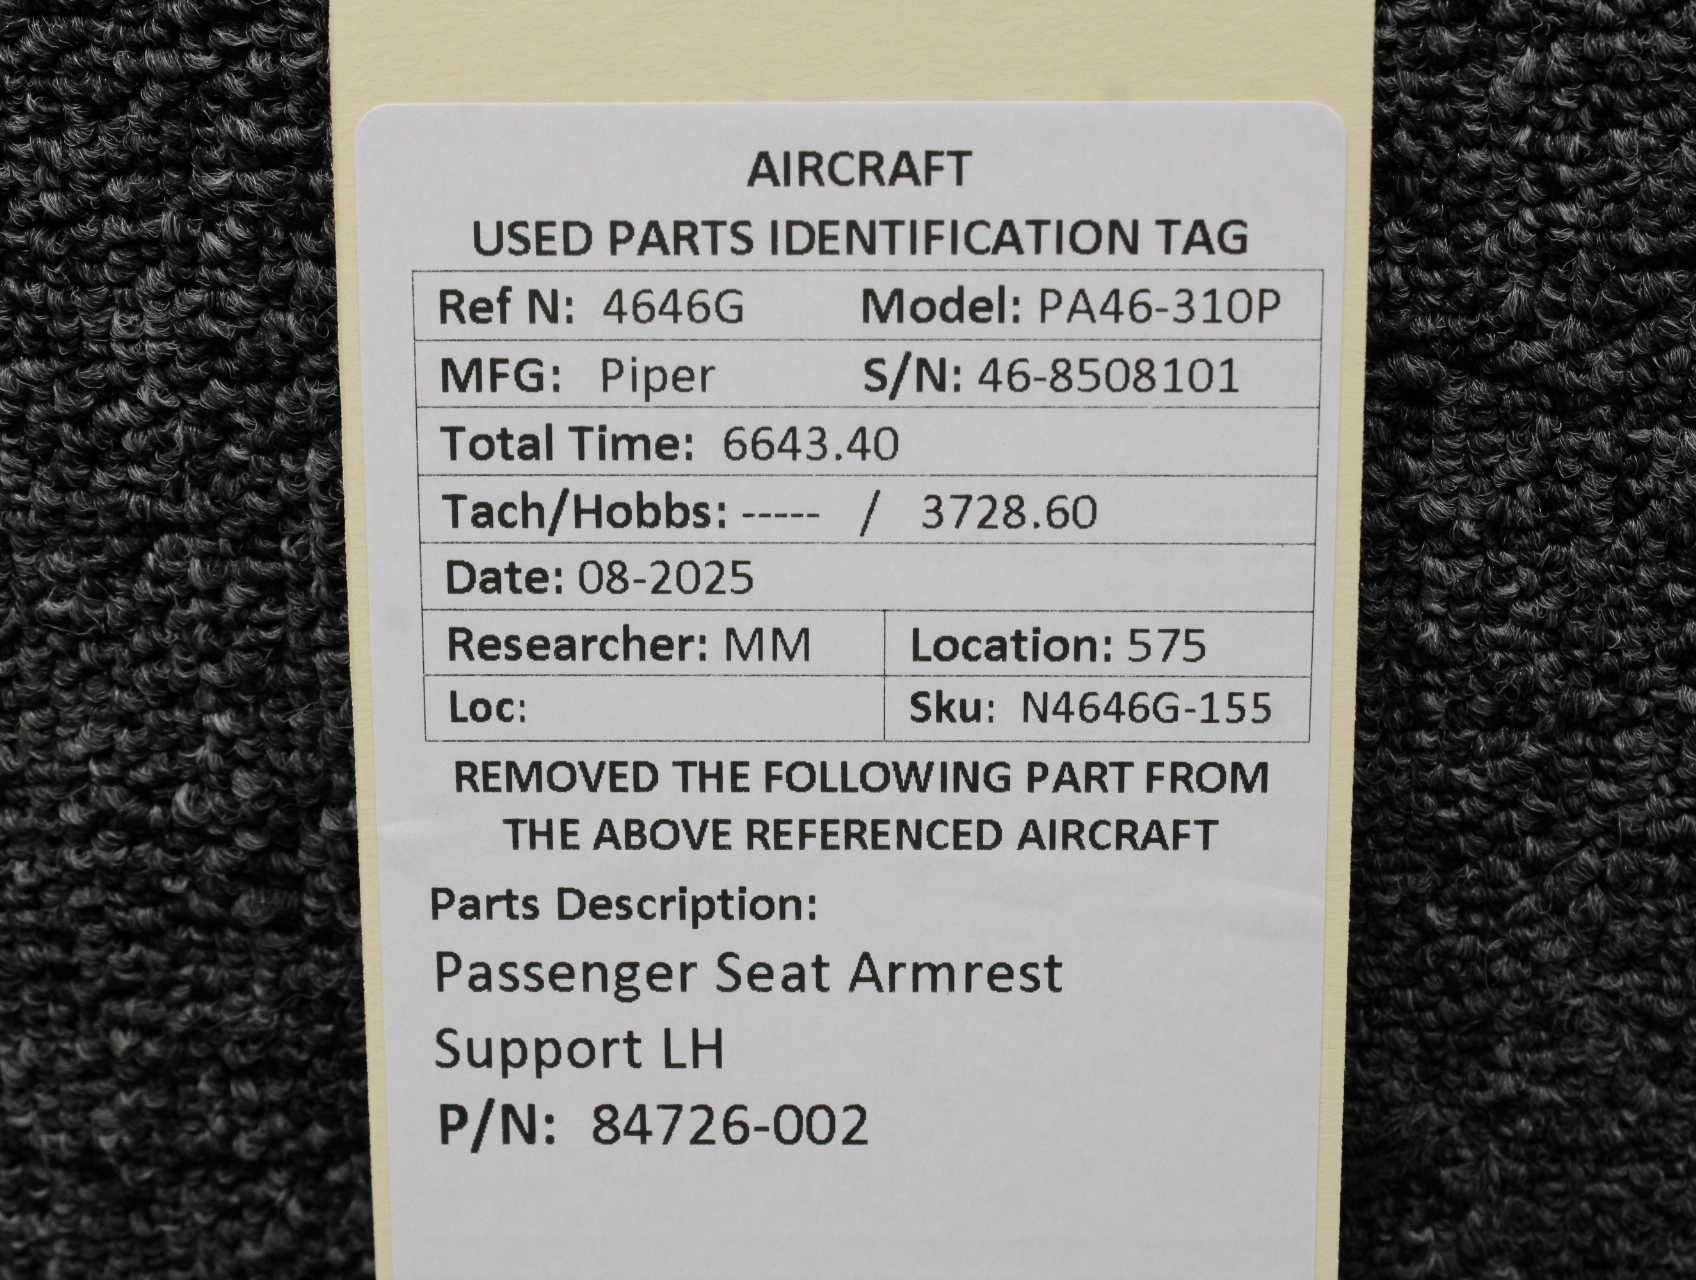 AIRCRAFT
USED PARTS IDENTIFICATION TAG
Ref N: 4646G Model: PA46-310P
MFG: Piper S/N: 46-8508101
Total Time: 6643.40
Tach/Hobbs: ----- / 3728.60
Date: 08-2025
Researcher: MM Location: 575
Loc: Sku: N4646G-155
REMOVED THE FOLLOWING PART FROM
THE ABOVE REFERENCED AIRCRAFT
Parts Description:
Passenger Seat Armrest
Support LH
P/N: 84726-002